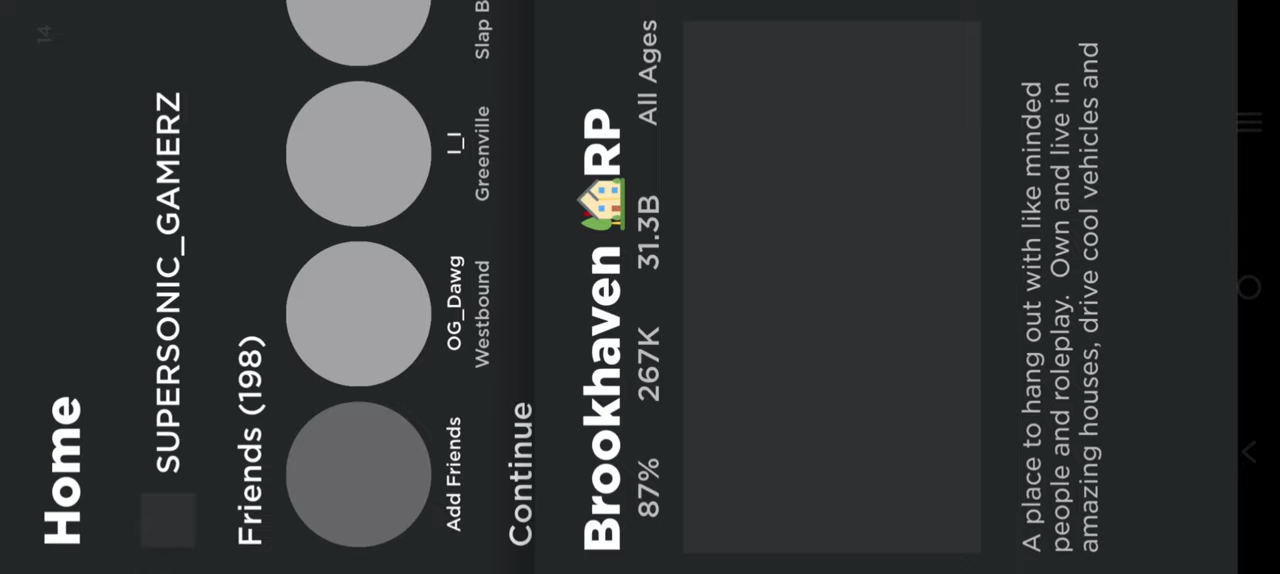 14
Home
SUPERSONIC_GAMERZ
Friends (198)
Add Friends
OG_Dawg
Westbound
I_I
Greenville
Slap B
Continue
Brookhaven 🏡RP
87% 267K 31.3B All Ages
A place to hang out with like minded
people and roleplay. Own and live in
amazing houses, drive cool vehicles and